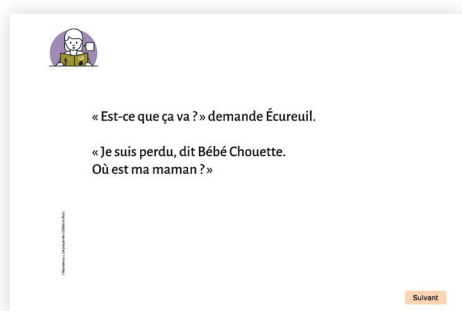 « Est-ce que ça va ? » demande Écureuil.
« Je suis perdu, dit Bébé Chouette.
Où est ma maman ? »
Suivant